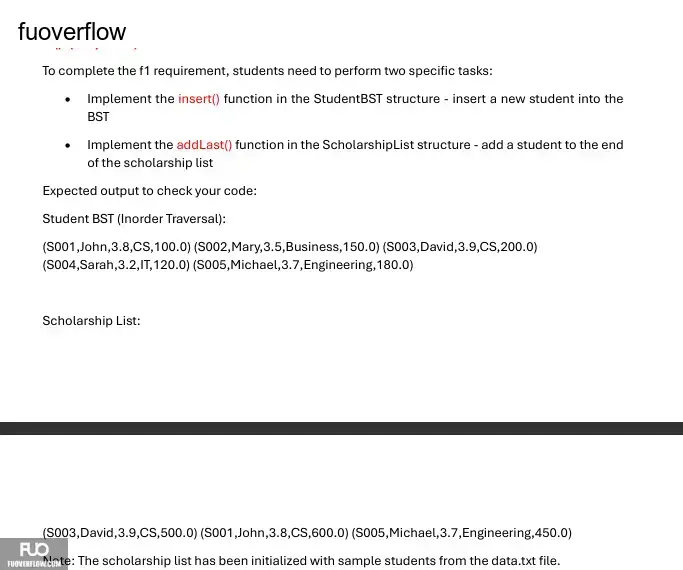 fuoverflow
To complete the f1 requirement, students need to perform two specific tasks:
• Implement the insert() function in the StudentBST structure - insert a new student into the
BST
• Implement the addLast() function in the ScholarshipList structure - add a student to the end
of the scholarship list
Expected output to check your code:
Student BST (Inorder Traversal):
(S001,John,3.8,CS,100.0) (S002,Mary,3.5,Business,150.0) (S003,David,3.9,CS,200.0)
(S004,Sarah,3.2,IT,120.0) (S005,Michael,3.7,Engineering,180.0)
Scholarship List:
(S003,David,3.9,CS,500.0) (S001,John,3.8,CS,600.0) (S005,Michael,3.7,Engineering,450.0)
Note: The scholarship list has been initialized with sample students from the data.txt file.
FUO
FUOVERFLOW.COM